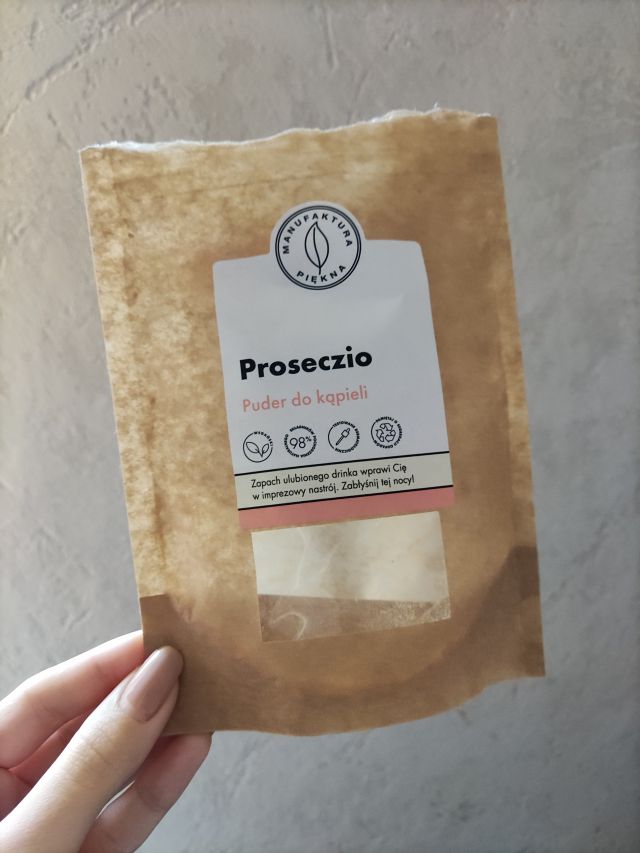 MANUFAKTURA
PIĘKNA
Proseczio
Puder do kąpieli
98%
Zapach ulubionego drinka wprawi Cię
w imprezowy nastrój. Zabłyśnij tej nocy!